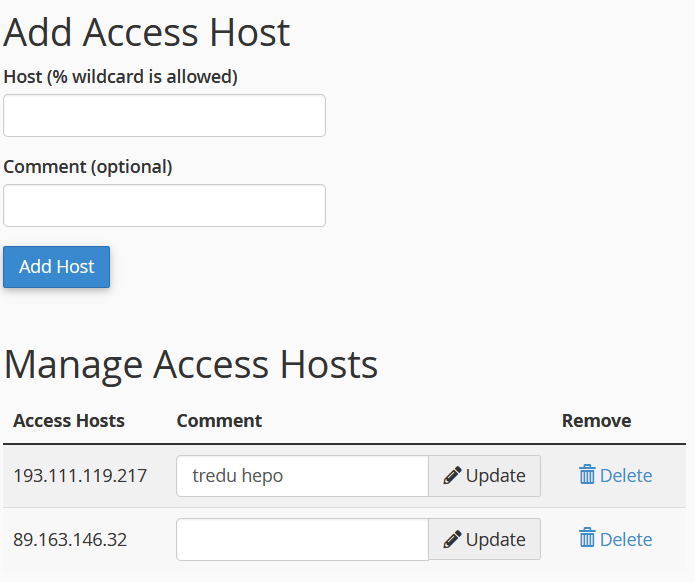 Add Access Host
Host (% wildcard is allowed)
Comment (optional)
Add Host
Manage Access Hosts
Access Hosts Comment Remove
193.111.119.217 tredu hepo Update Delete
89.163.146.32 Update Delete